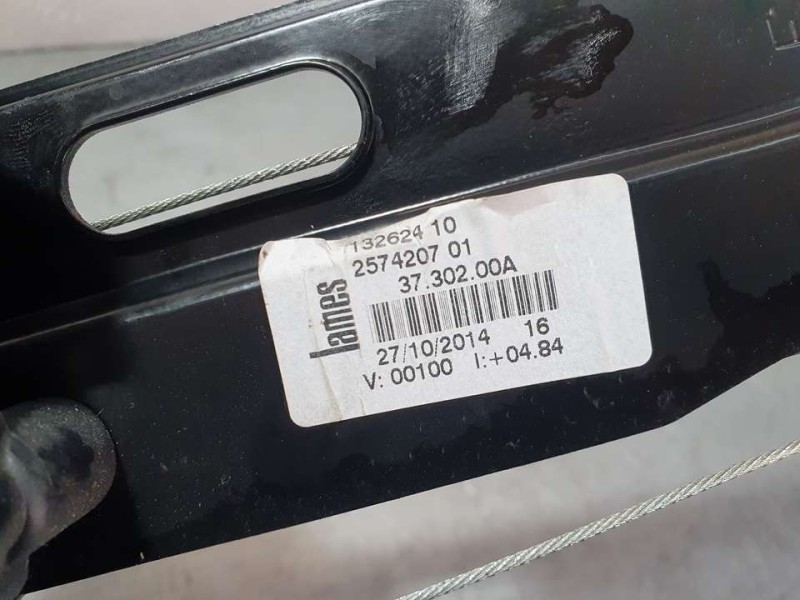 132624 10
2574207 01
37.302.00A
lames
27/10/2014 16
V: 00100 I:+04.84